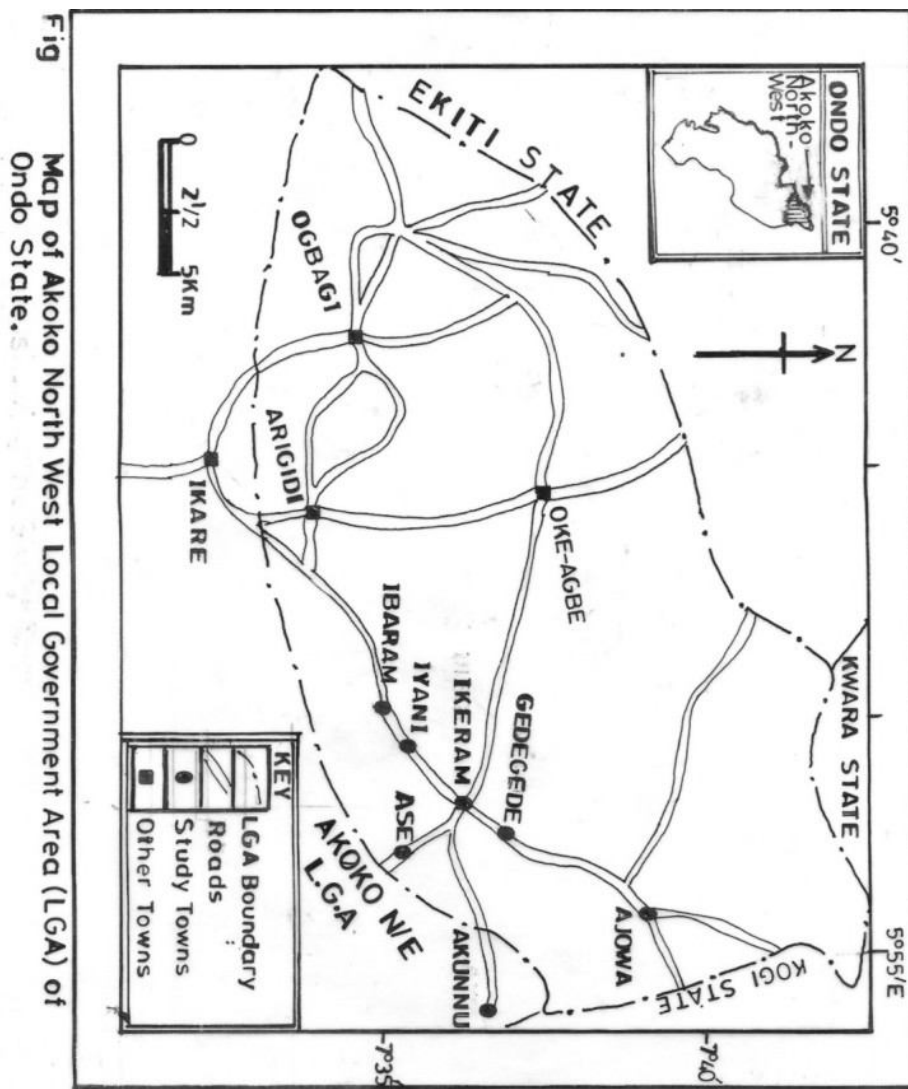 ONDO STATE
Akoko
North-
West
5°40'
5°55'E
N
EKITI STATE
KWARA STATE
KOGI STATE
7°40'
7°35'
OGBAGI
ARIGIDI
IKARE
OKE-AGBE
IBARAM
IYANI
IKERAM
GEDEGEDE
ASE
AJOWA
AKUNNU
AKOKO N/E
L.G.A
0 2½ 5Km
KEY
LGA Boundary
Roads
Study Towns
Other Towns
Fig Map of Akoko North West Local Government Area (LGA) of
Ondo State.